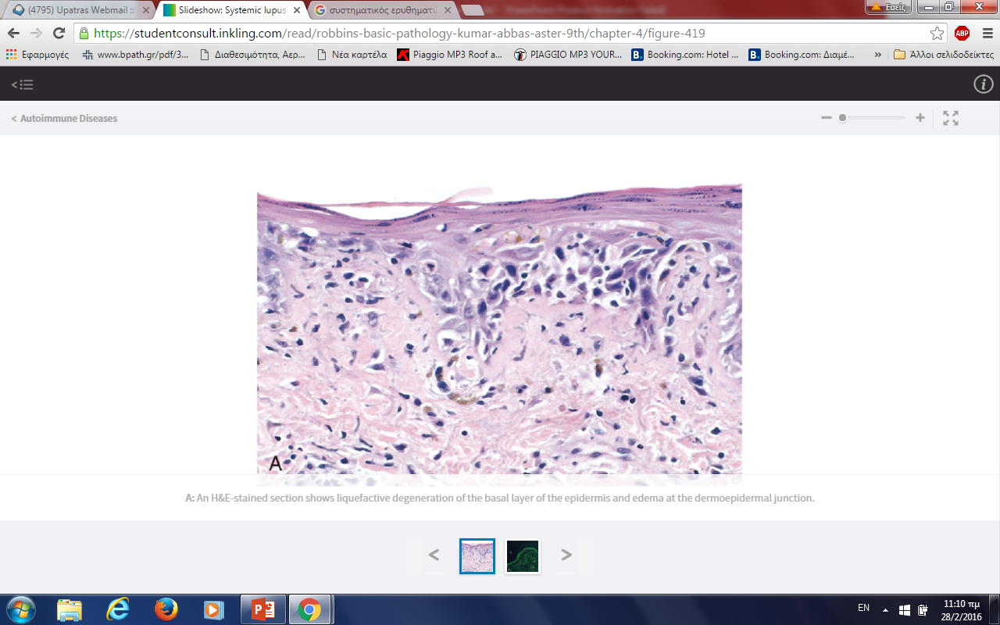 (4795) Upatras Webmail ::
Slideshow: Systemic lupus
συστηματικός ερυθηματώ
Εσείς
https://studentconsult.inkling.com/read/robbins-basic-pathology-kumar-abbas-aster-9th/chapter-4/figure-419
ABP
Εφαρμογές
www.bpath.gr/pdf/3...
Διαθεσιμότητα, Αερ...
Νέα καρτέλα
Piaggio MP3 Roof a...
PIAGGIO MP3 YOUR...
B. Booking.com: Hotel ...
B. Booking.com: Διαμέ...
»
Άλλοι σελιδοδείκτες
< Autoimmune Diseases
A
A: An H&E-stained section shows liquefactive degeneration of the basal layer of the epidermis and edema at the dermoepidermal junction.
EN
11:10 πμ
28/2/2016